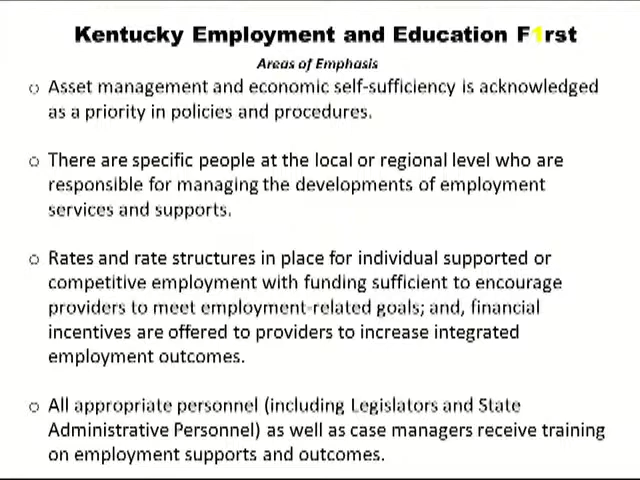 Kentucky Employment and Education F1rst
Areas of Emphasis
o Asset management and economic self-sufficiency is acknowledged
as a priority in policies and procedures.
o There are specific people at the local or regional level who are
responsible for managing the developments of employment
services and supports.
o Rates and rate structures in place for individual supported or
competitive employment with funding sufficient to encourage
providers to meet employment-related goals; and, financial
incentives are offered to providers to increase integrated
employment outcomes.
o All appropriate personnel (including Legislators and State
Administrative Personnel) as well as case managers receive training
on employment supports and outcomes.